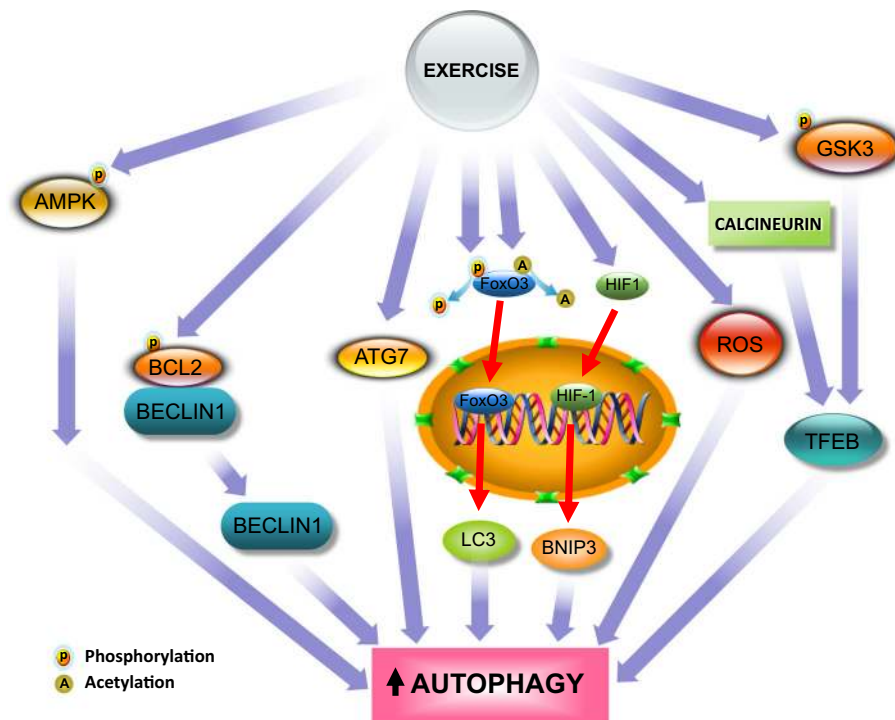 EXERCISE
p
GSK3
p
AMPK
CALCINEURIN
p
A
FoxO3
p
A
HIF1
p
BCL2
BECLIN1
ATG7
ROS
FoxO3
HIF-1
TFEB
BECLIN1
LC3
BNIP3
p Phosphorylation
A Acetylation
AUTOPHAGY